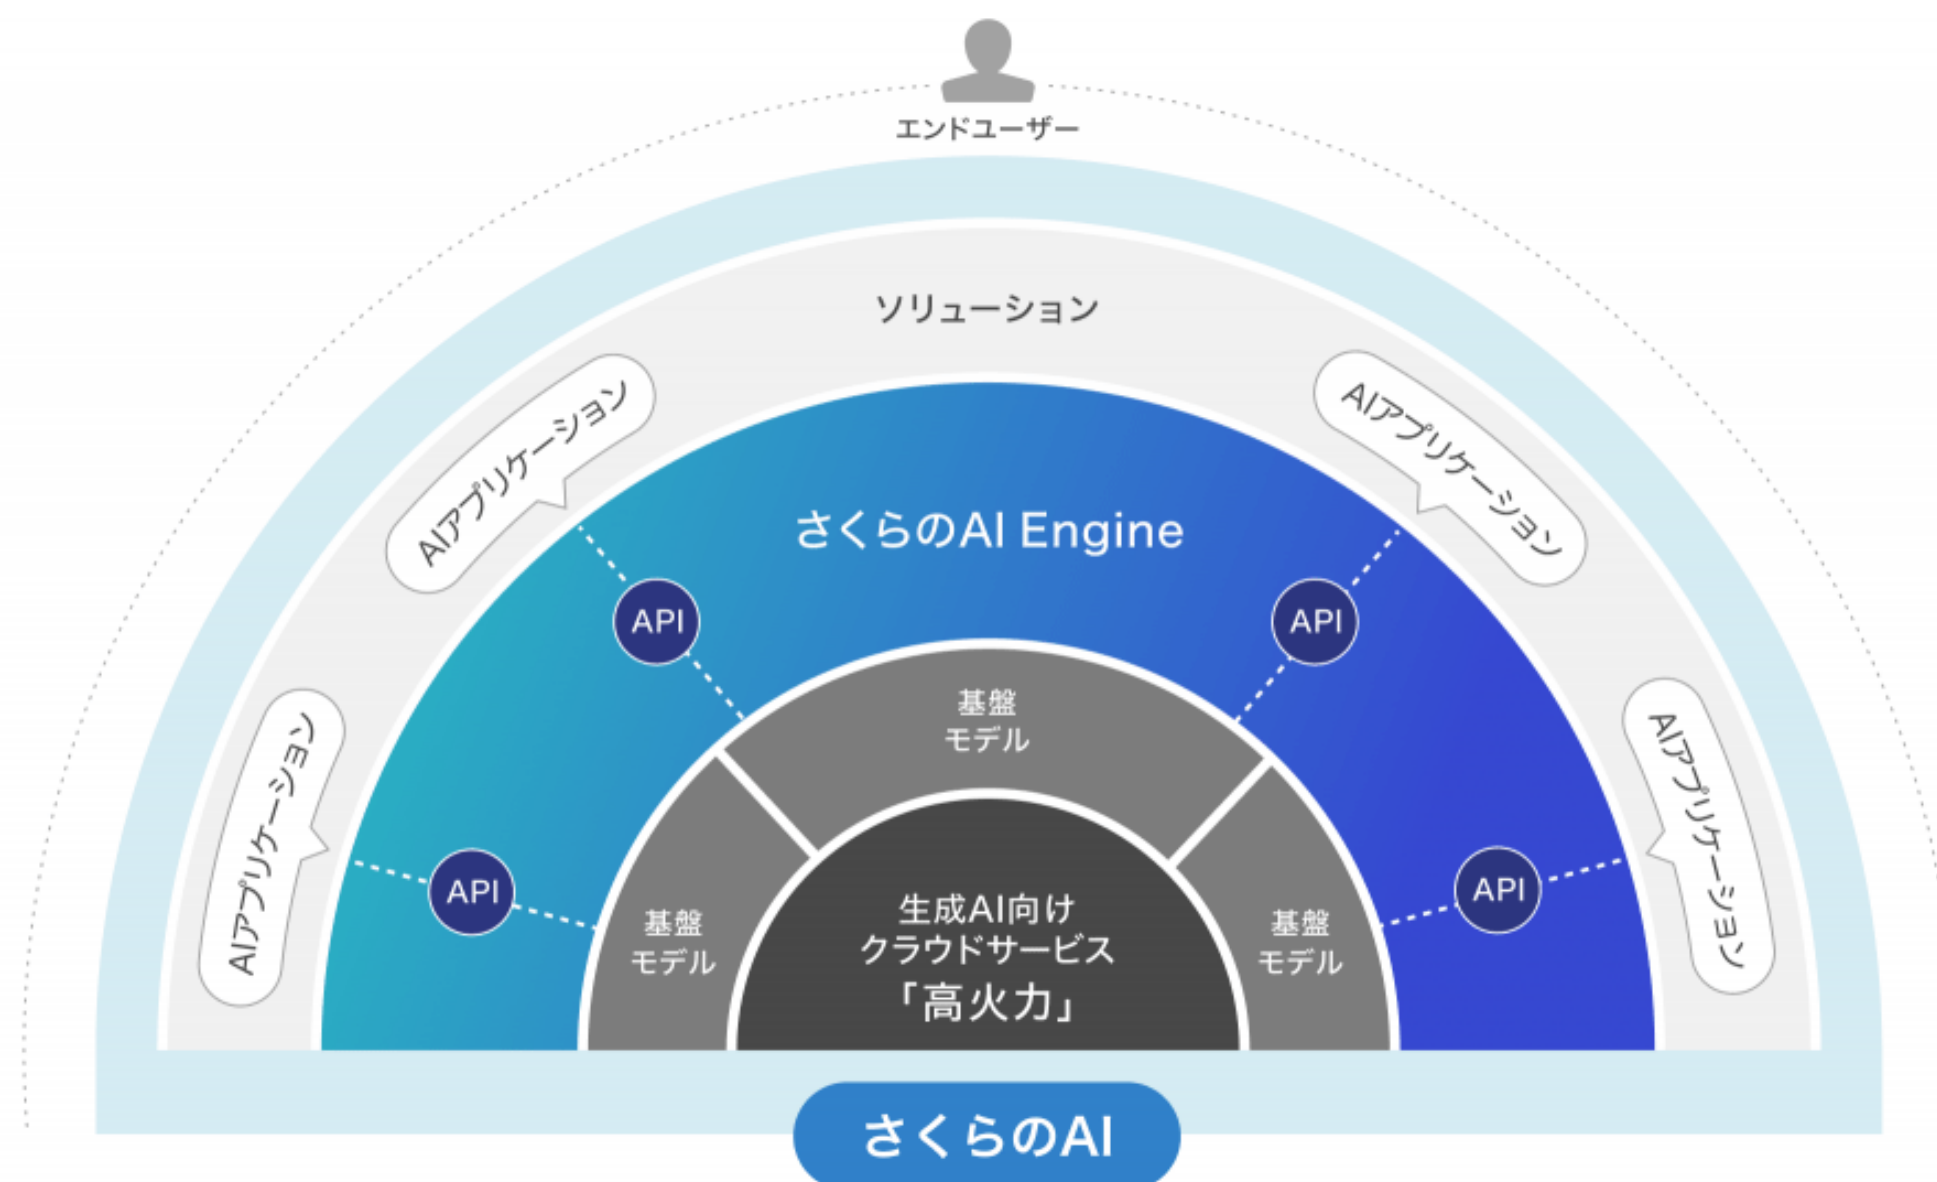 エンドユーザー
ソリューション
AIアプリケーション
AIアプリケーション
さくらのAI Engine
API
API
AIアプリケーション
AIアプリケーション
基盤
モデル
API
API
基盤
モデル
生成AI向け
クラウドサービス
「高火力」
基盤
モデル
さくらのAI